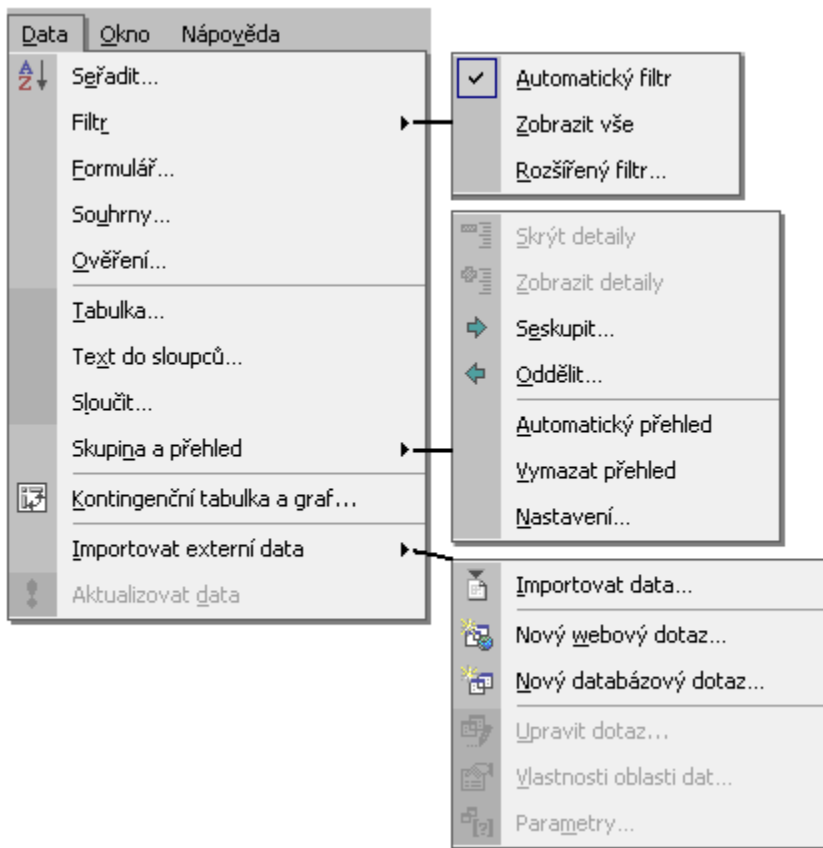 Data Okno Nápověda
Seřadit...
Filtr
Formulář...
Souhrny...
Ověření...
Tabulka...
Text do sloupců...
Sloučit...
Skupina a přehled
Kontingenční tabulka a graf...
Importovat externí data
Aktualizovat data
Automatický filtr
Zobrazit vše
Rozšířený filtr...
Skrýt detaily
Zobrazit detaily
Seskupit...
Oddělit...
Automatický přehled
Vymazat přehled
Nastavení...
Importovat data...
Nový webový dotaz...
Nový databázový dotaz...
Upravit dotaz...
Vlastnosti oblasti dat...
Parametry...